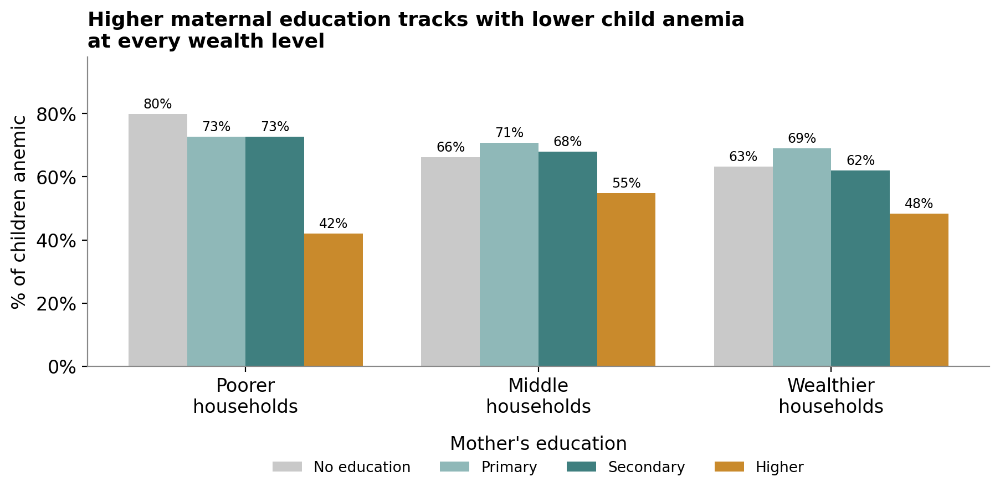 Higher maternal education tracks with lower child anemia
at every wealth level
% of children anemic
80%
60%
40%
20%
0%
80%
73%
73%
42%
66%
71%
68%
55%
63%
69%
62%
48%
Poorer
households
Middle
households
Wealthier
households
Mother's education
No education
Primary
Secondary
Higher